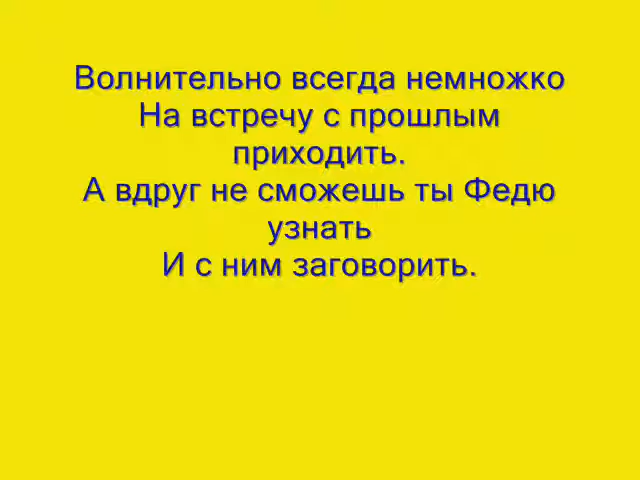 Волнительно всегда немножко
На встречу с прошлым
приходить.
А вдруг не сможешь ты Федю
узнать
И с ним заговорить.